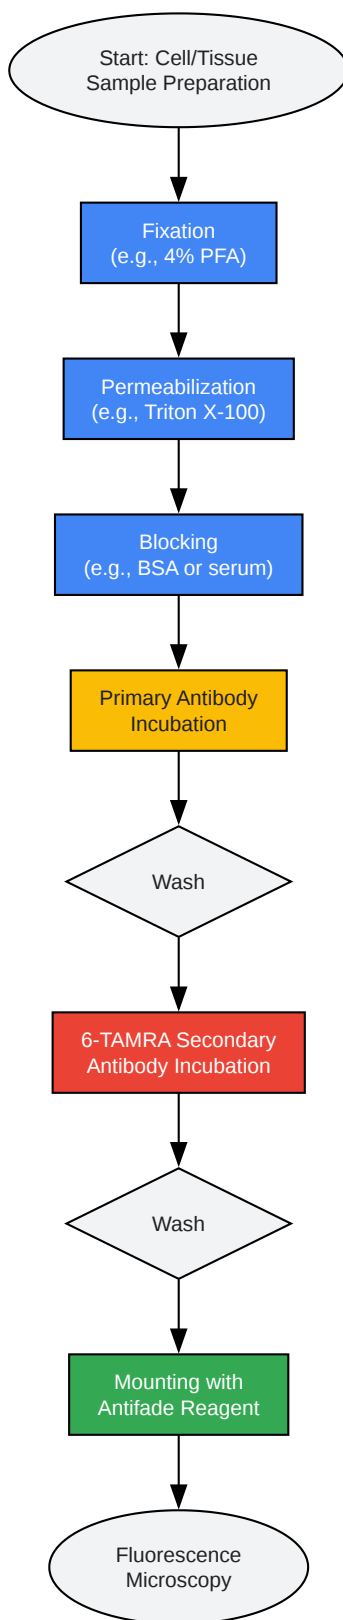 Start: Cell/Tissue
Sample Preparation
Fixation
(e.g., 4% PFA)
Permeabilization
(e.g., Triton X-100)
Blocking
(e.g., BSA or serum)
Primary Antibody
Incubation
Wash
6-TAMRA Secondary
Antibody Incubation
Wash
Mounting with
Antifade Reagent
Fluorescence
Microscopy